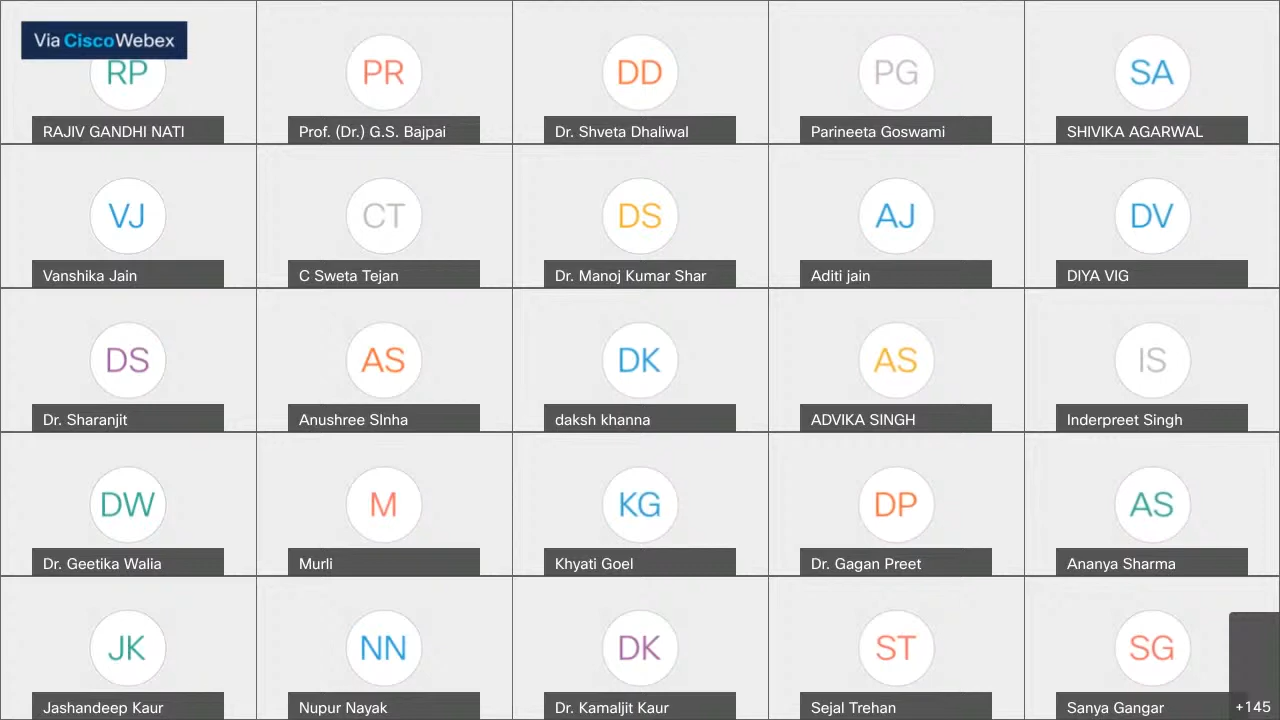 Via Cisco Webex
RP
PR
DD
PG
SA
RAJIV GANDHI NATI
Prof. (Dr.) G.S. Bajpai
Dr. Shveta Dhaliwal
Parineeta Goswami
SHIVIKA AGARWAL
VJ
CT
DS
AJ
DV
Vanshika Jain
C Sweta Tejan
Dr. Manoj Kumar Shar
Aditi jain
DIYA VIG
DS
AS
DK
AS
IS
Dr. Sharanjit
Anushree SInha
daksh khanna
ADVIKA SINGH
Inderpreet Singh
DW
M
KG
DP
AS
Dr. Geetika Walia
Murli
Khyati Goel
Dr. Gagan Preet
Ananya Sharma
JK
NN
DK
ST
SG
Jashandeep Kaur
Nupur Nayak
Dr. Kamaljit Kaur
Sejal Trehan
Sanya Gangar
+145